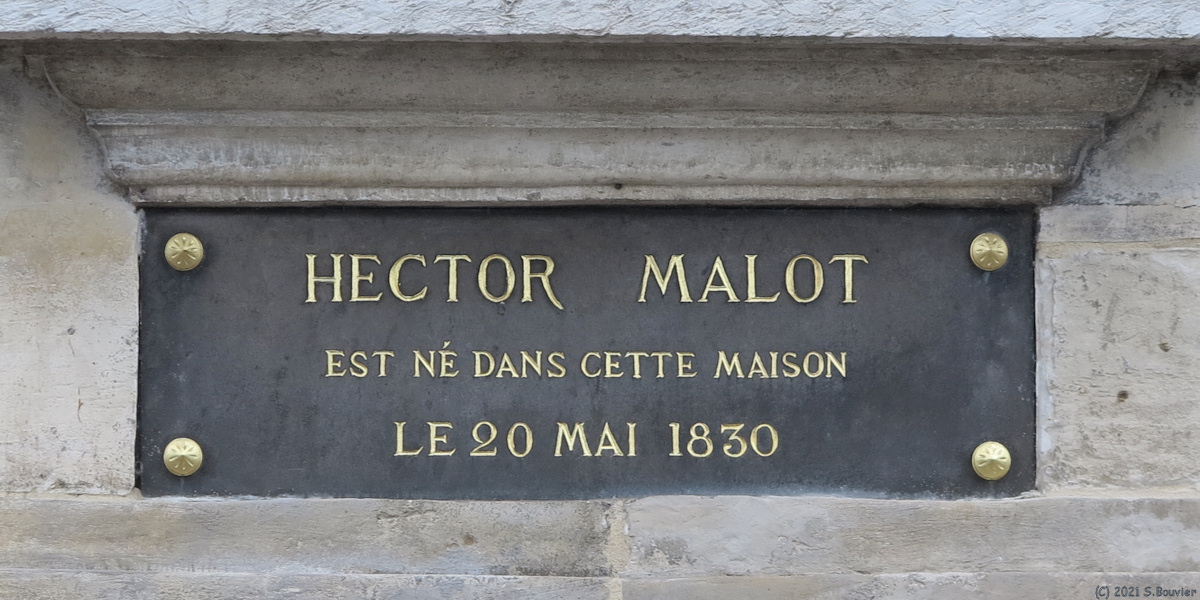 HECTOR MALOT
EST NÉ DANS CETTE MAISON
LE 20 MAI 1830
(C) 2021 S.Bouvier